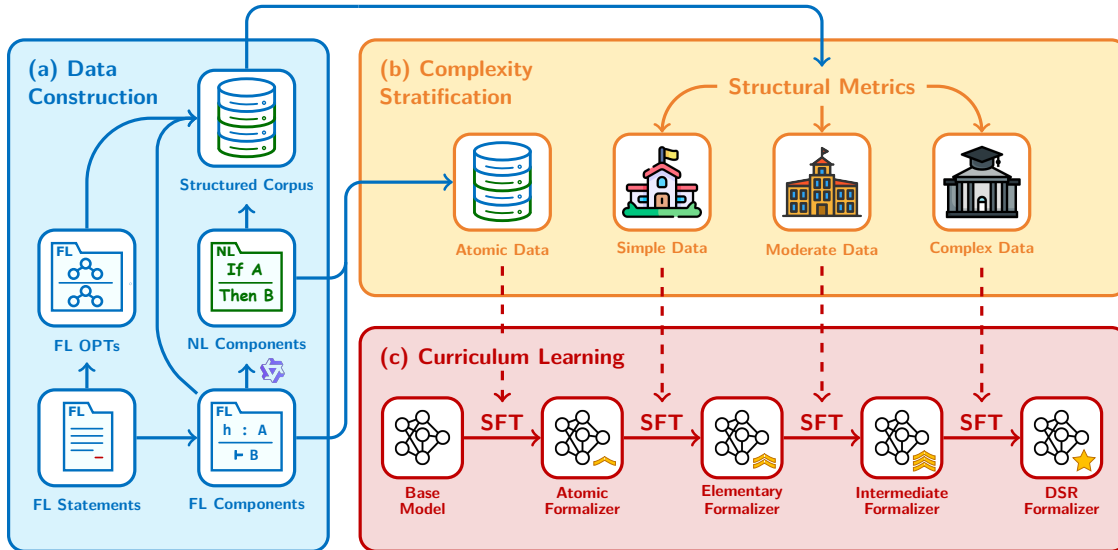 (a) Data
Construction
Structured Corpus
FL
FL OPTs
NL
If A
Then B
NL Components
FL
FL Statements
FL
h : A
⊢ B
FL Components
(b) Complexity
Stratification
Structural Metrics
Atomic Data
Simple Data
Moderate Data
Complex Data
(c) Curriculum Learning
SFT
SFT
SFT
SFT
Base
Model
Atomic
Formalizer
Elementary
Formalizer
Intermediate
Formalizer
DSR
Formalizer